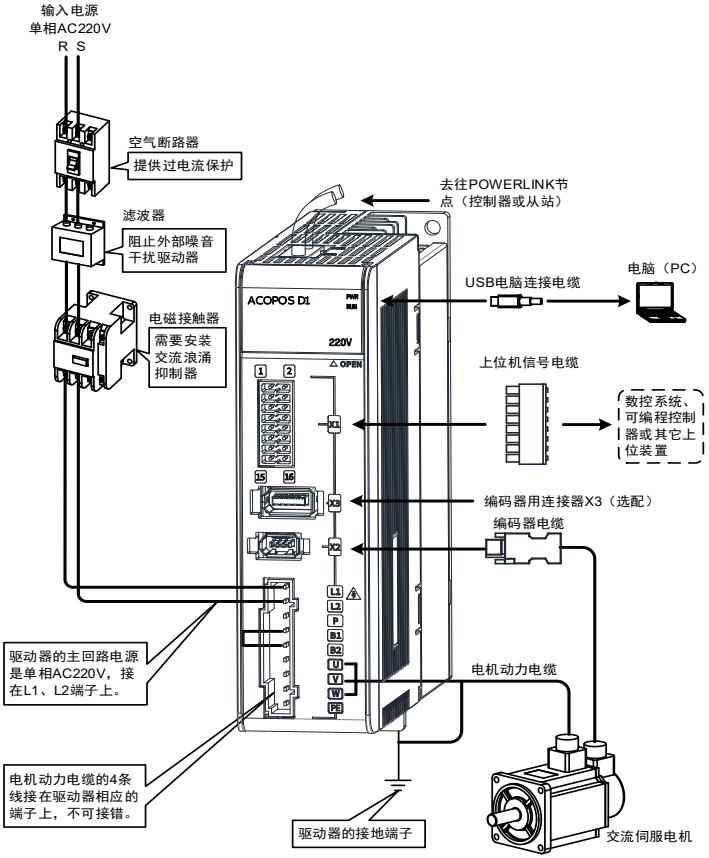 输入电源
单相AC220V
R S
空气断路器
提供过电流保护
滤波器
阻止外部噪音
干扰驱动器
电磁接触器
需要安装
交流浪涌
抑制器
去往POWERLINK节
点（控制器或从站）
ACOPOS D1
PWR
RUN
220V
△ OPEN
1 2
15 16
X1
X3
X2
L1
L2
P
B1
B2
U
V
W
PE
USB电脑连接电缆
电脑（PC）
上位机信号电缆
数控系统、
可编程控制
器或其它上
位装置
编码器用连接器X3（选配）
编码器电缆
电机动力电缆
驱动器的主回路电源
是单相AC220V，接
在L1、L2端子上。
电机动力电缆的4条
线接在驱动器相应的
端子上，不可接错。
驱动器的接地端子
交流伺服电机